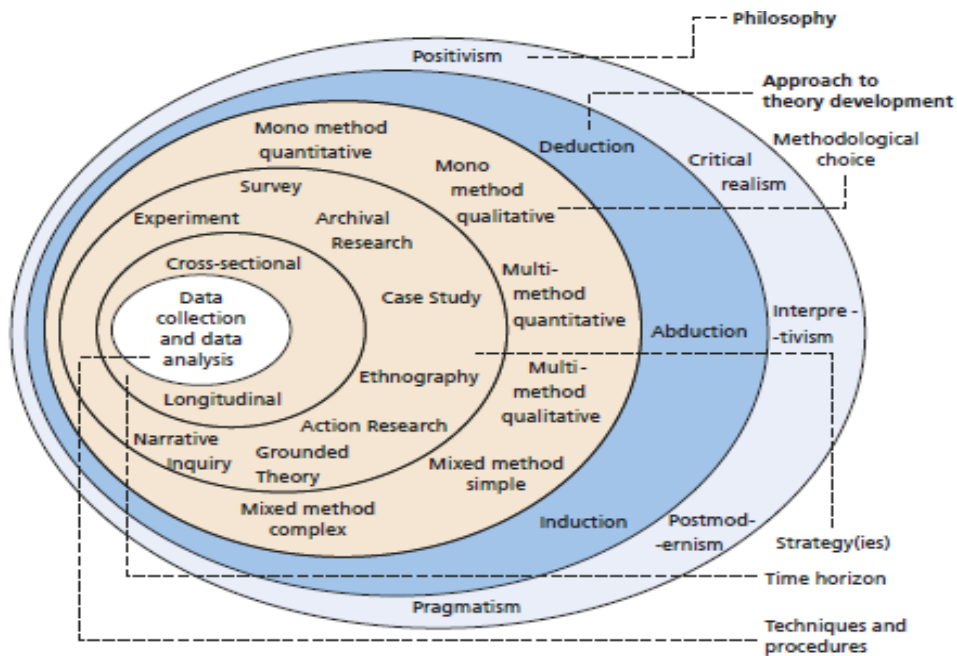 Philosophy
Positivism
Approach to
theory development
Mono method
quantitative
Deduction
Methodological
choice
Critical
realism
Mono
method
qualitative
Survey
Experiment
Archival
Research
Cross-sectional
Data
collection
and data
analysis
Case Study
Multi-
method
quantitative
Abduction
Interpre -
-tivism
Ethnography
Multi -
method
qualitative
Longitudinal
Action Research
Narrative
Inquiry
Grounded
Theory
Mixed method
simple
Mixed method
complex
Induction
Postmod-
-ernism
Strategy(ies)
Time horizon
Pragmatism
Techniques and
procedures